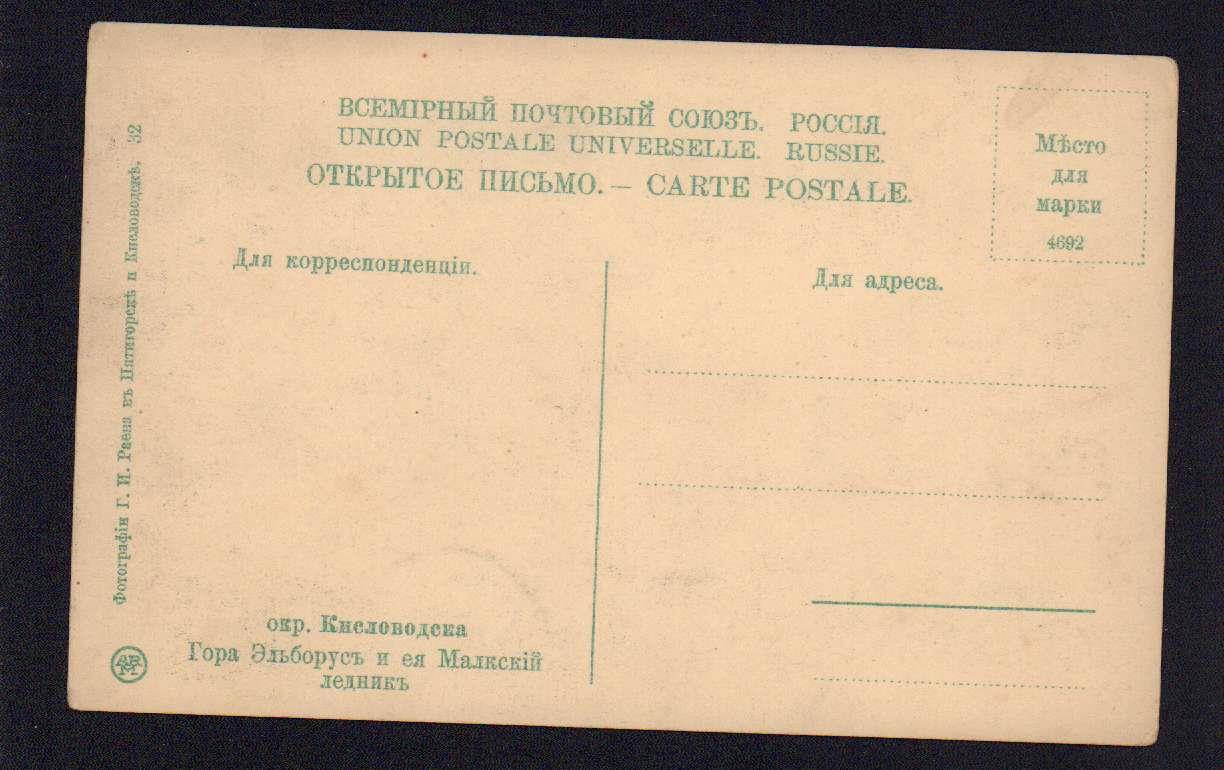 ВСЕМІРНЫЙ ПОЧТОВЫЙ СОЮЗЪ. РОССІЯ.
UNION POSTALE UNIVERSELLE. RUSSIE.
ОТКРЫТОЕ ПИСЬМО. — CARTE POSTALE.
Мѣсто
для
марки
4692
Для корреспонденціи.
Для адреса.
Фотографіи Г. И. Раева въ Пятигорскѣ и Кисловодскѣ. 32
окр. Кисловодска
Гора Эльборусъ и ея Малкскій
ледникъ